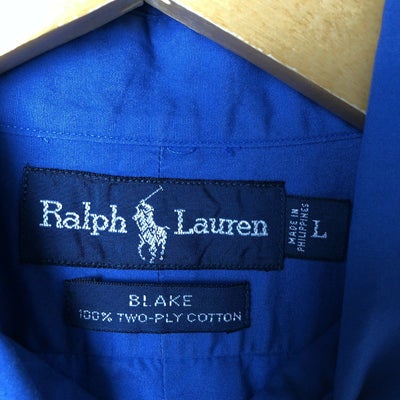 Ralph Lauren
MADE IN
PHILIPPINES
L
BLAKE
100% TWO-PLY COTTON